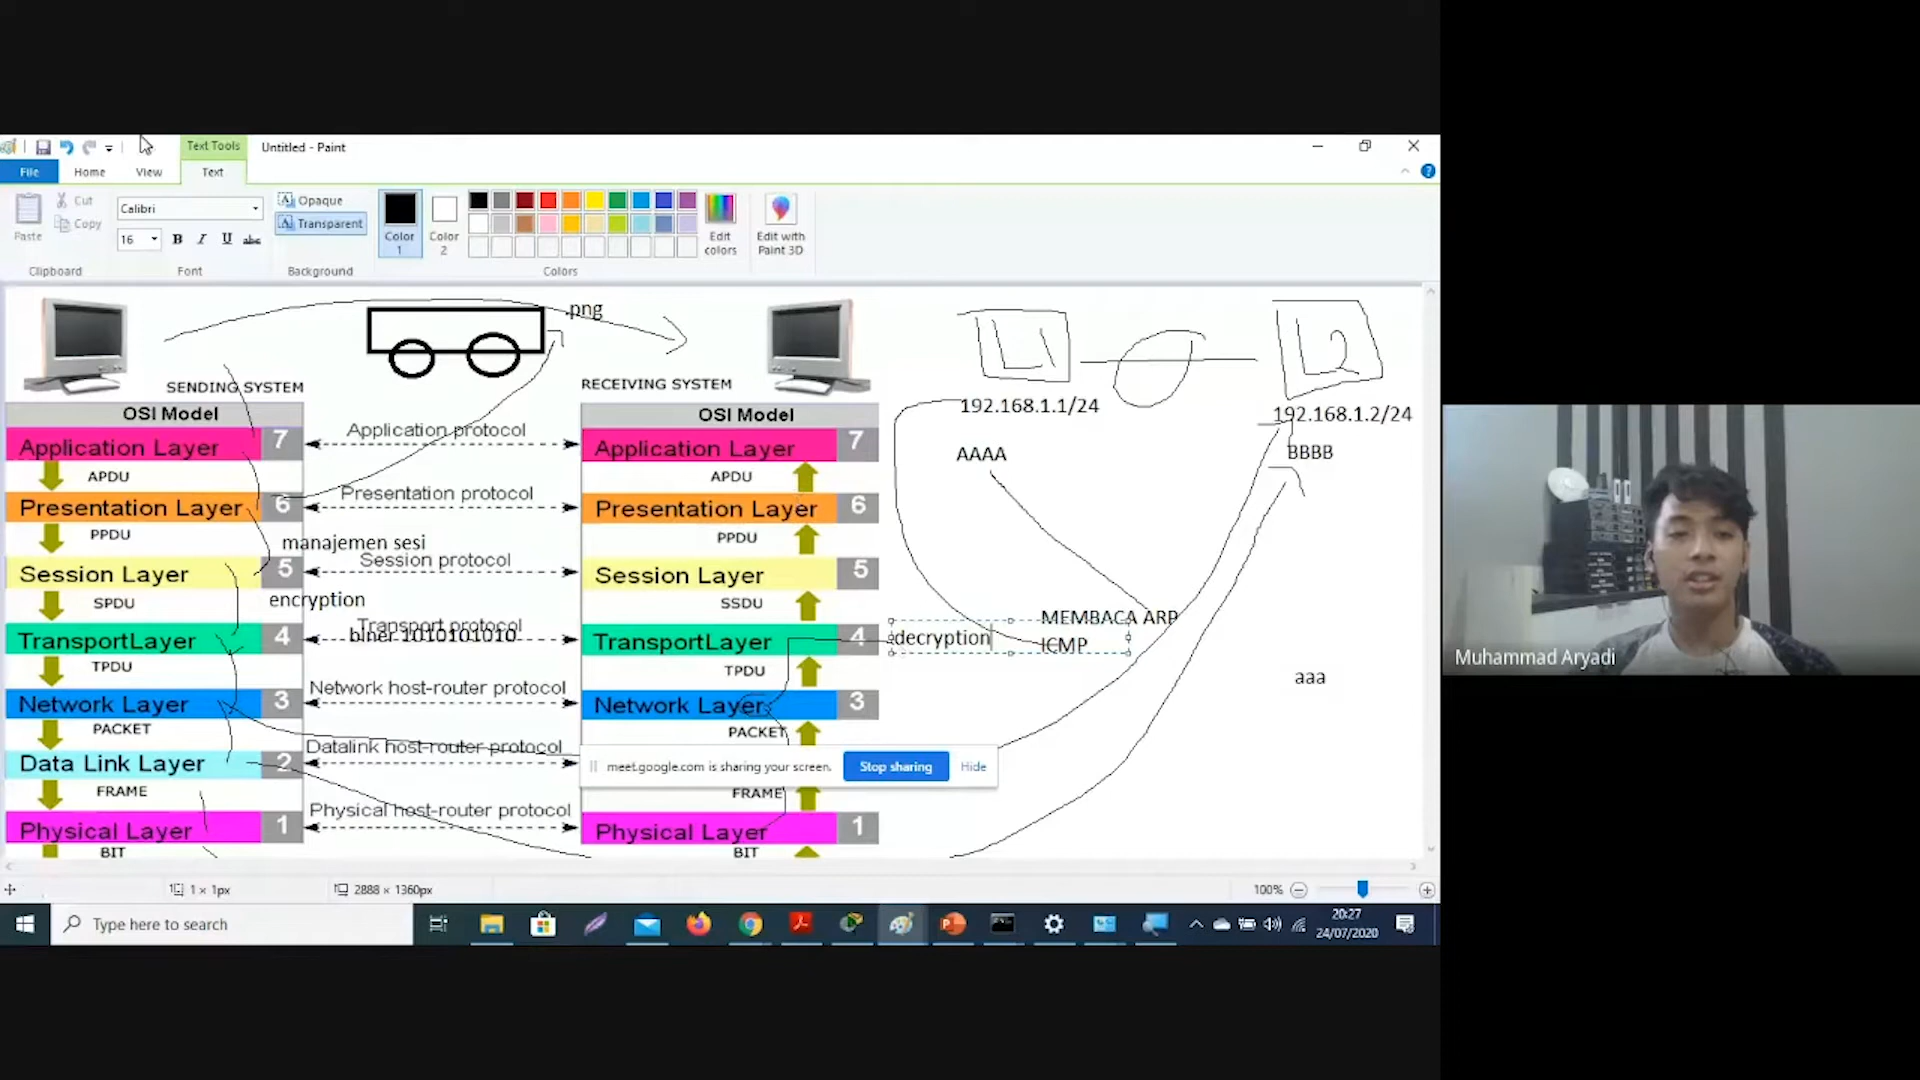 Text Tools
Untitled - Paint
File
Home
View
Text
Paste
Cut
Copy
Clipboard
Calibri
16
B I U abc
Font
Opaque
Transparent
Background
Color 1
Color 2
Edit colors
Edit with Paint 3D
Colors
.png
SENDING SYSTEM
RECEIVING SYSTEM
L1
L2
192.168.1.1/24
192.168.1.2/24
AAAA
BBBB
OSI Model
OSI Model
Application Layer 7
Application protocol
Application Layer 7
APDU
APDU
Presentation Layer 6
Presentation protocol
Presentation Layer 6
PPDU
PPDU
manajemen sesi
Session Layer 5
Session protocol
Session Layer 5
SPDU
SSDU
encryption
TransportLayer 4
Transport protocol
biner 1010101010
TransportLayer 4
decryption
MEMBACA ARP
ICMP
TPDU
TPDU
aaa
Network Layer 3
Network host-router protocol
Network Layer 3
PACKET
PACKET
Data Link Layer 2
Datalink host-router protocol
meet.google.com is sharing your screen.
Stop sharing
Hide
FRAME
FRAME
Physical Layer 1
Physical host-router protocol
Physical Layer 1
BIT
BIT
1 × 1px
2888 × 1360px
100%
Type here to search
20:27
24/07/2020
Muhammad Aryadi